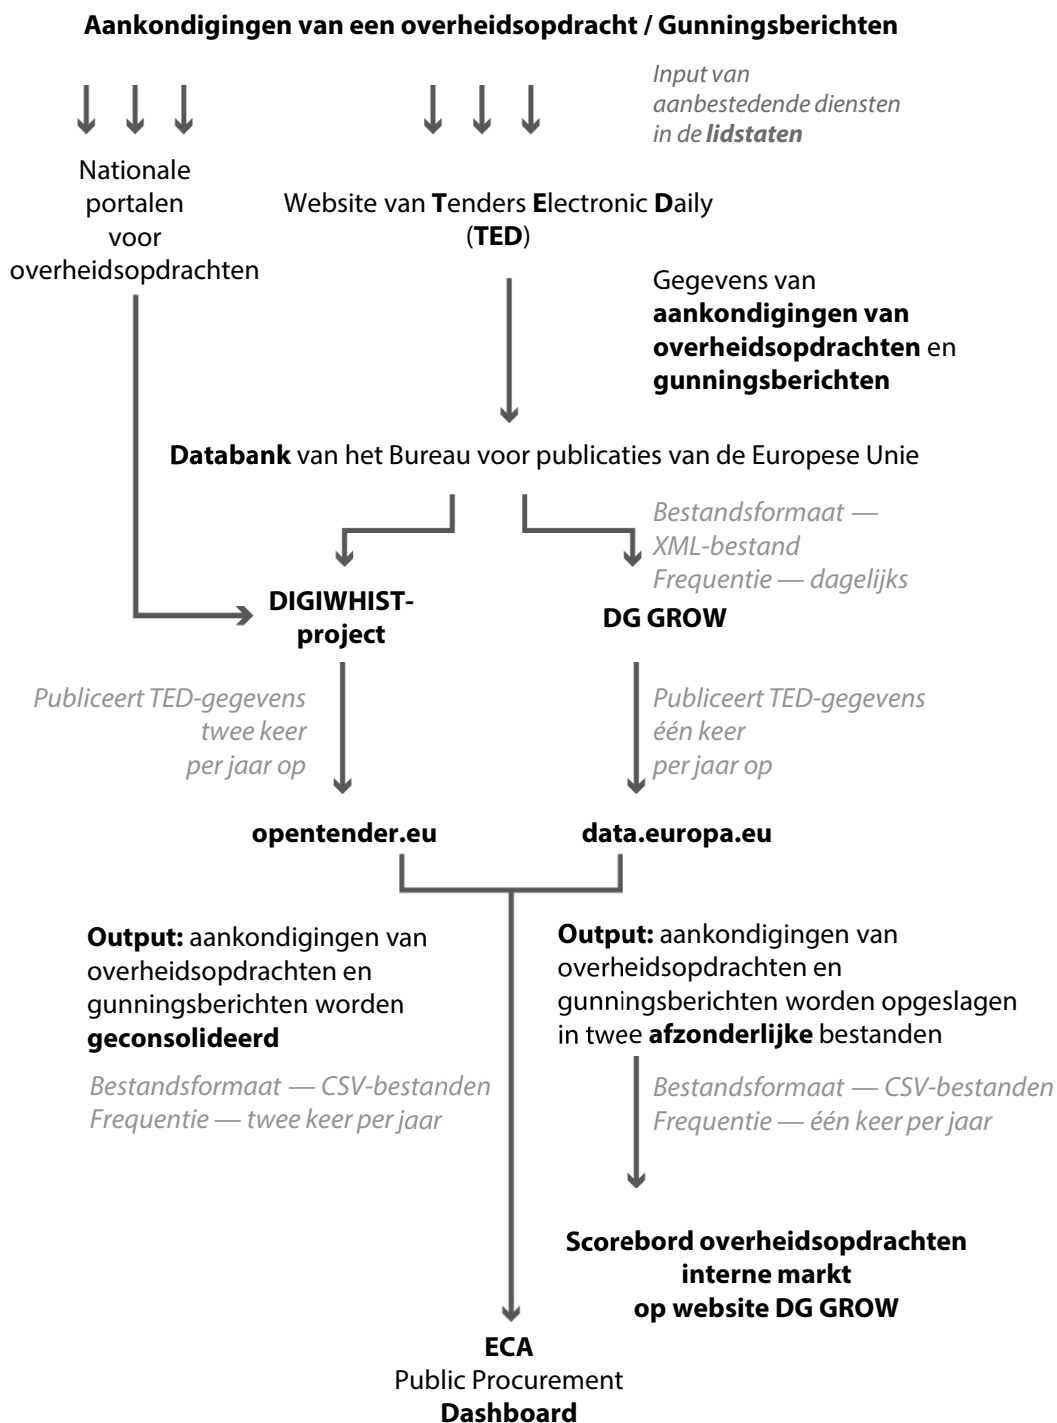 Aankondigingen van een overheidsopdracht / Gunningsberichten
Input van
aanbestedende diensten
in de lidstaten
Nationale
portalen
voor
overheidsopdrachten
Website van Tenders Electronic Daily
(TED)
Gegevens van
aankondigingen van
overheidsopdrachten en
gunningsberichten
Databank van het Bureau voor publicaties van de Europese Unie
Bestandsformaat —
XML-bestand
Frequentie — dagelijks
DIGIWHIST-
project
DG GROW
Publiceert TED-gegevens
twee keer
per jaar op
Publiceert TED-gegevens
één keer
per jaar op
opentender.eu
data.europa.eu
Output: aankondigingen van
overheidsopdrachten en
gunningsberichten worden
geconsolideerd
Output: aankondigingen van
overheidsopdrachten en
gunningsberichten worden opgeslagen
in twee afzonderlijke bestanden
Bestandsformaat — CSV-bestanden
Frequentie — twee keer per jaar
Bestandsformaat — CSV-bestanden
Frequentie — één keer per jaar
Scorebord overheidsopdrachten
interne markt
op website DG GROW
ECA
Public Procurement
Dashboard